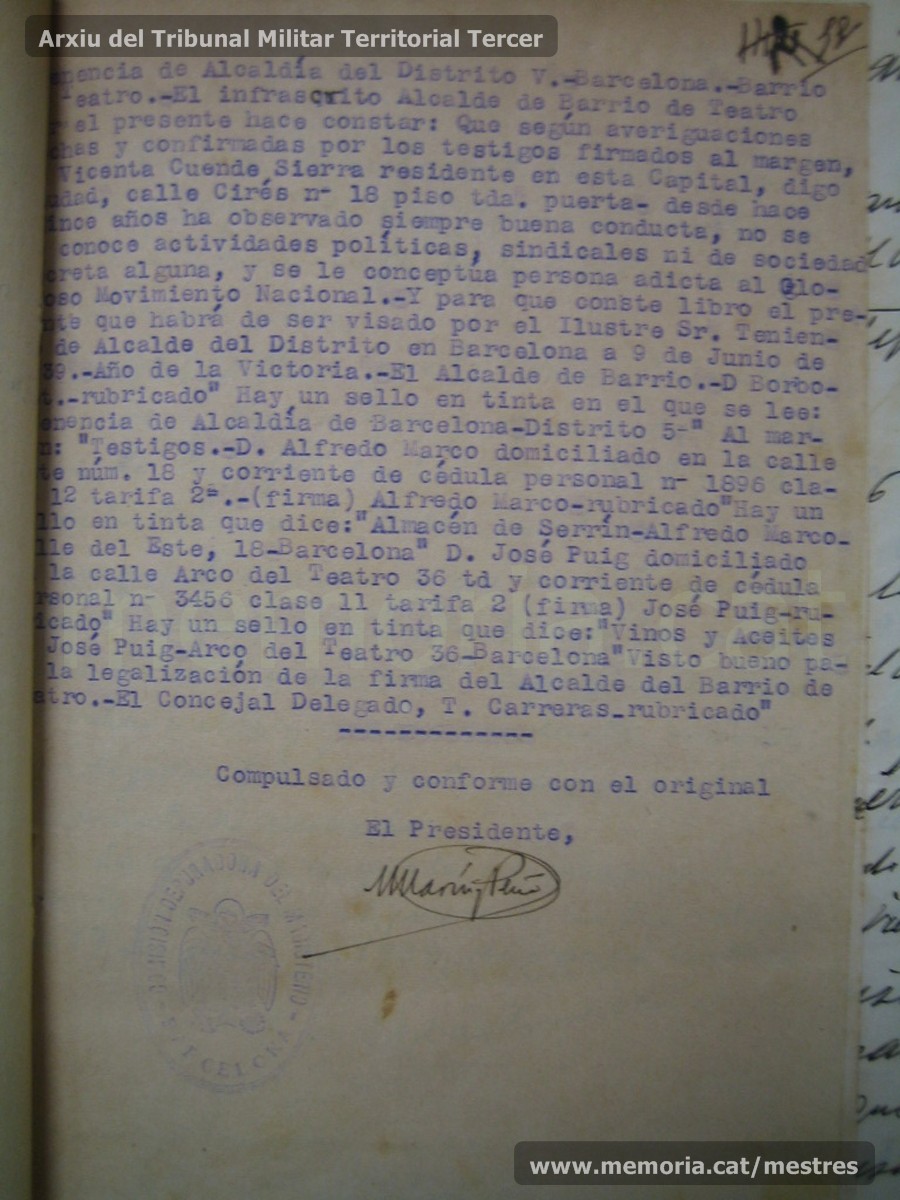 Arxiu del Tribunal Militar Territorial Tercer
52
enencia de Alcaldía del Distrito V.-Barcelona.-Barrio
Teatro.-El infrascrito Alcalde de Barrio de Teatro
r el presente hace constar: Que según averiguaciones
chas y confirmadas por los testigos firmados al margen,
Vicenta Cuende Sierra residente en esta Capital, digo
udad, calle Cirés nº 18 piso tda. puerta- desde hace
ince años ha observado siempre buena conducta, no se
conoce actividades políticas, sindicales ni de sociedad
creta alguna, y se le conceptúa persona adicta al Glo-
oso Movimiento Nacional.-Y para que conste libro el pre-
nte que habrá de ser visado por el Ilustre Sr. Tenien-
de Alcalde del Distrito en Barcelona a 9 de Junio de
39.-Año de la Victoria.-El Alcalde de Barrio.-D Borbo-
t.-rubricado" Hay un sello en tinta en el que se lee:
enencia de Alcaldía de Barcelona-Distrito 5-" Al mar-
n: "Testigos.-D. Alfredo Marco domiciliado en la calle
te núm. 18 y corriente de cédula personal nº 1896 cla-
12 tarifa 2ª.-(firma) Alfredo Marco-rubricado"Hay un
llo en tinta que dice:"Almacén de Serrín-Alfredo Marco-
lle del Este, 18-Barcelona" D. José Puig domiciliado
la calle Arco del Teatro 36 td y corriente de cédula
rsonal nº 3456 clase 11 tarifa 2 (firma) José Puig-ru-
icado" Hay un sello en tinta que dice:"Vinos y Aceites
José Puig-Arco del Teatro 36-Barcelona"Visto bueno pa-
la legalización de la firma del Alcalde del Barrio de
atro.-El Concejal Delegado, T. Carreras-rubricado"
-------------
Compulsado y conforme con el original
El Presidente,
www.memoria.cat/mestres